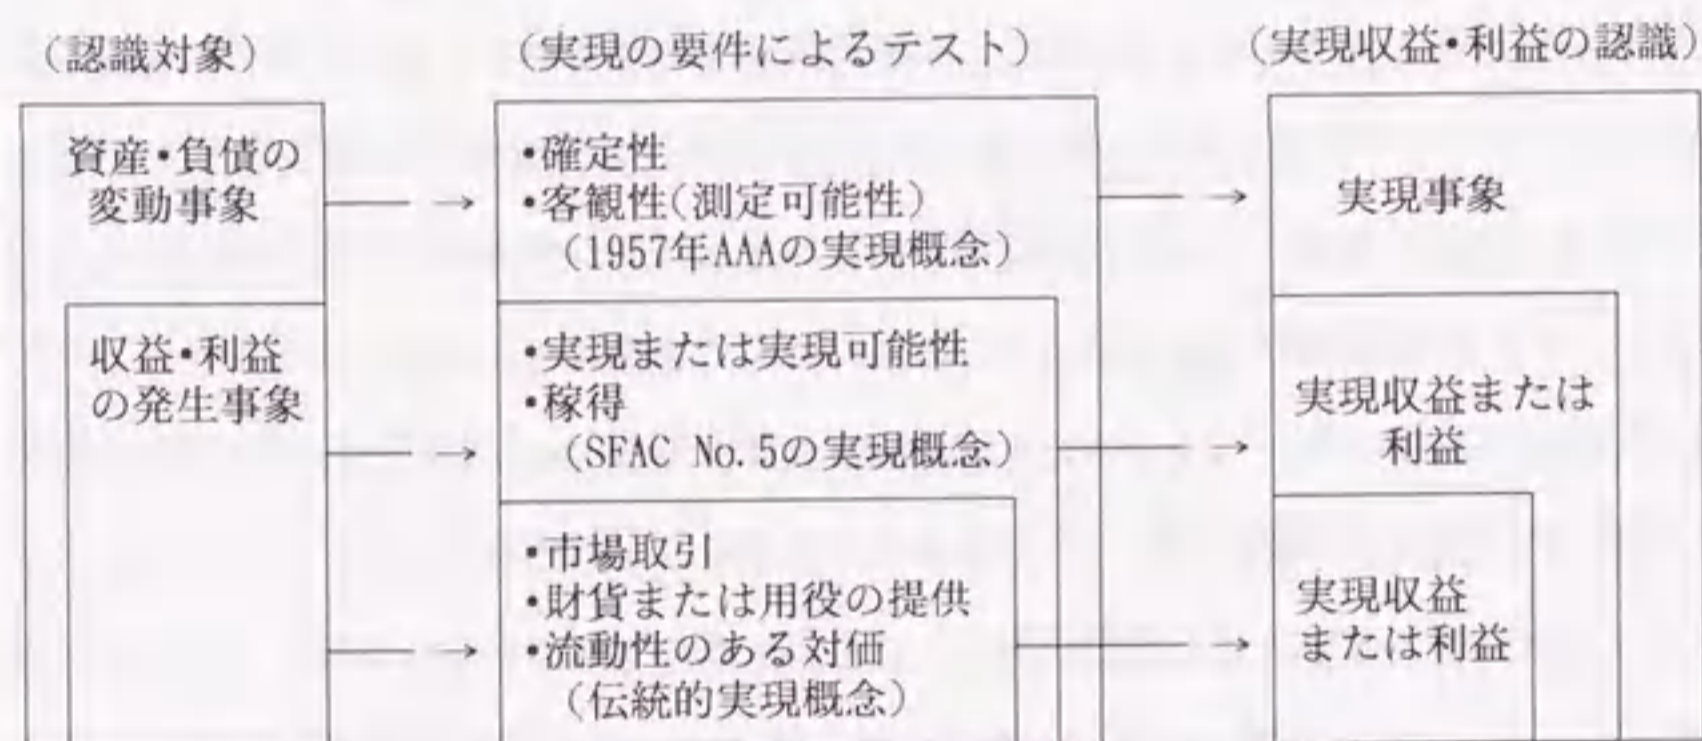 (認識対象)
(実現の要件によるテスト)
(実現収益・利益の認識)
資産・負債の
変動事象
・確定性
・客観性(測定可能性)
(1957年AAAの実現概念)
実現事象
収益・利益
の発生事象
・実現または実現可能性
・稼得
(SFAC No.5の実現概念)
実現収益または
利益
・市場取引
・財貨または用役の提供
・流動性のある対価
(伝統的実現概念)
実現収益
または利益